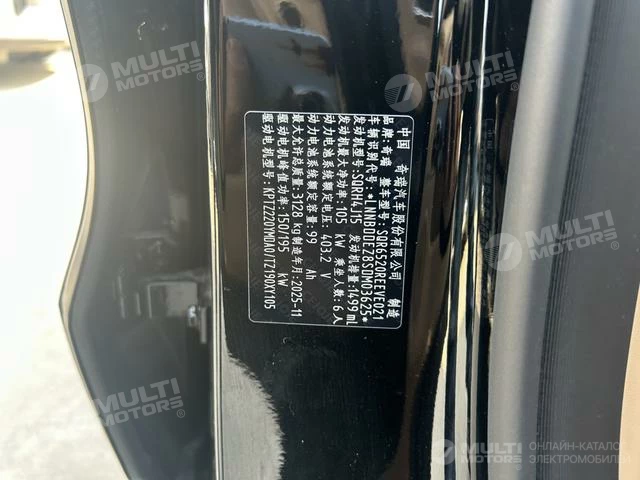 中国 奇瑞汽车股份有限公司 制造
品牌:奇瑞 整车型号:SQR6520REEVE021
车辆识别代号:*LNNBDDEZ8SDM03625*
发动机型号:SQRH4J15 发动机排量:1499 mL
发动机最大净功率:105 kW 乘坐人数:6人
动力电池系统额定电压:403.2 V
动力电池系统额定容量:99 Ah
最大允许总质量:3128 kg 制造年月:2025-11
驱动电机峰值功率:150/195 kW
驱动电机型号:KPTZ220YM0A1/TZ190XY105
MULTI MOTORS
MULTI MOTORS
MULTI MOTORS
MULTI MOTORS
MULTI MOTORS
ОНЛАЙН-КАТАЛОГ
ЭЛЕКТРОМОБИЛЕЙ